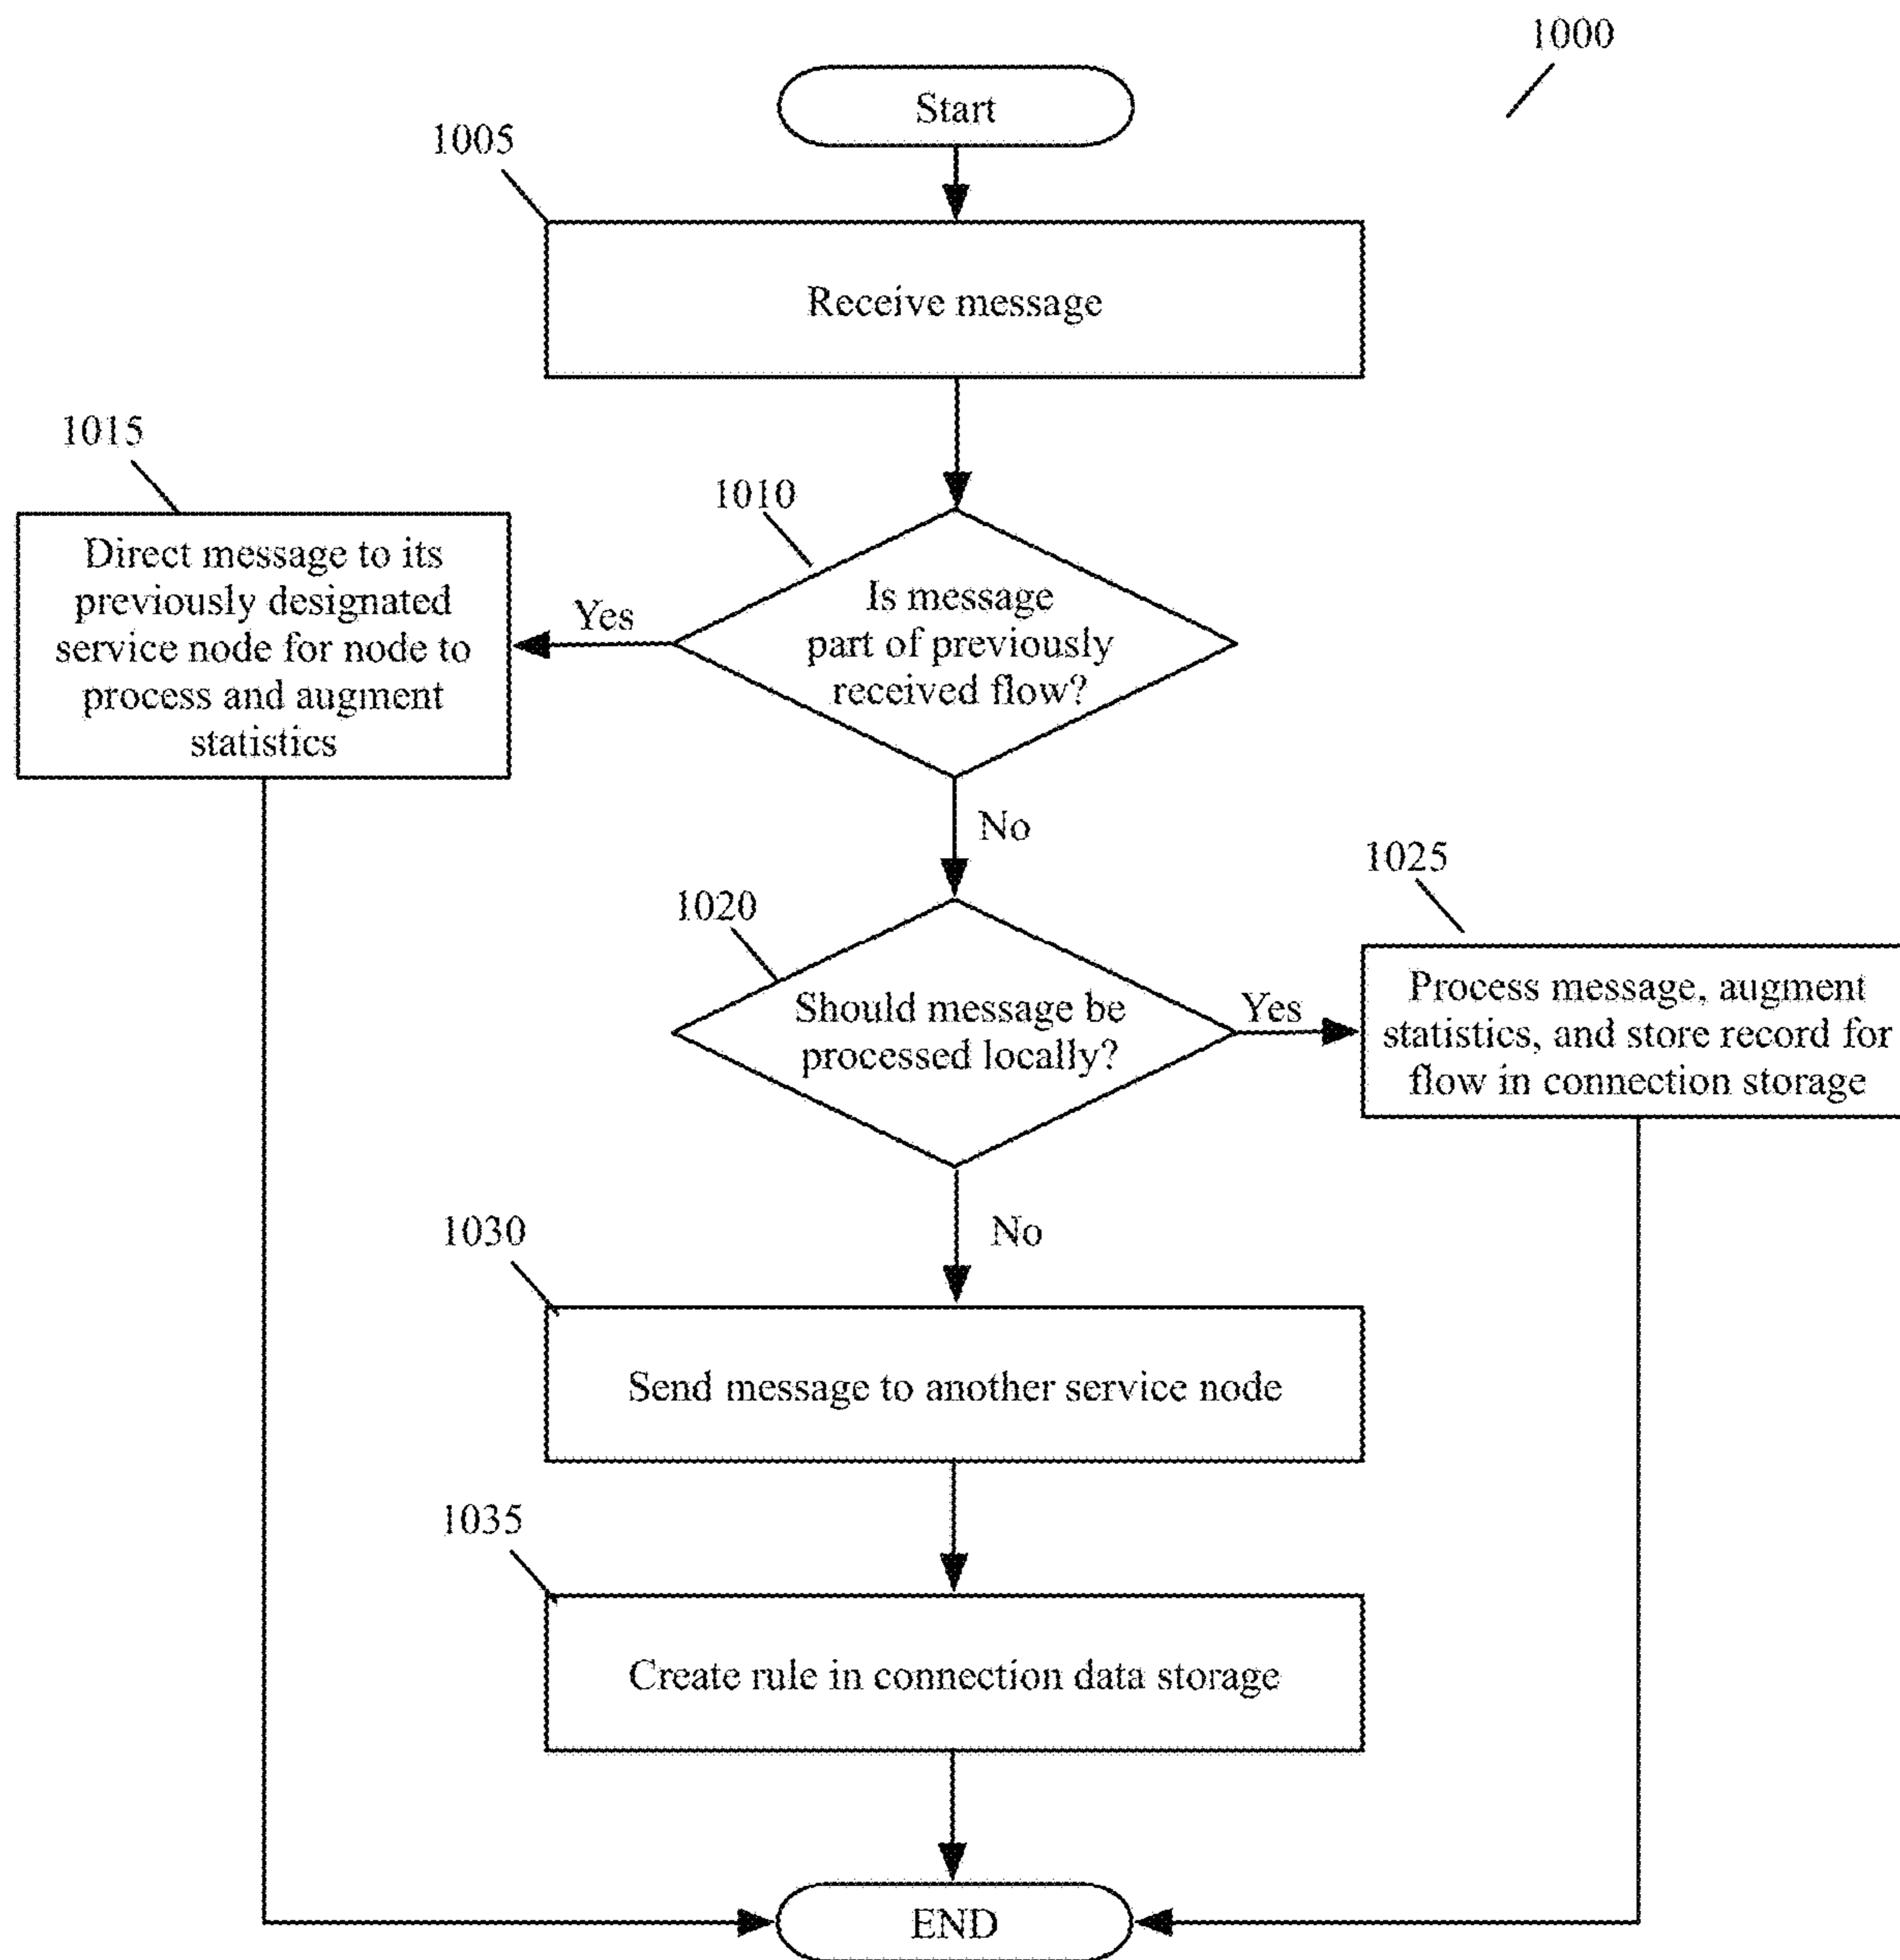 1000
Start
1005
Receive message
1015
1010
Direct message to its
previously designated
service node for node to
process and augment
statistics
Yes
Is message
part of previously
received flow?
No
1025
1020
Should message be
processed locally?
Yes
Process message, augment
statistics, and store record for
flow in connection storage
No
1030
Send message to another service node
1035
Create rule in connection data storage
END